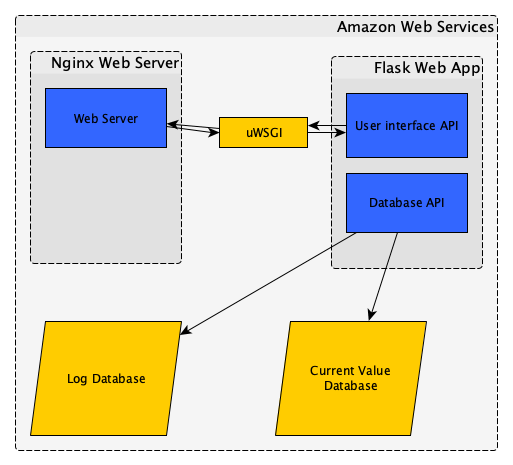 Amazon Web Services
Nginx Web Server
Flask Web App
Web Server
uWSGI
User interface API
Database API
Log Database
Current Value
Database